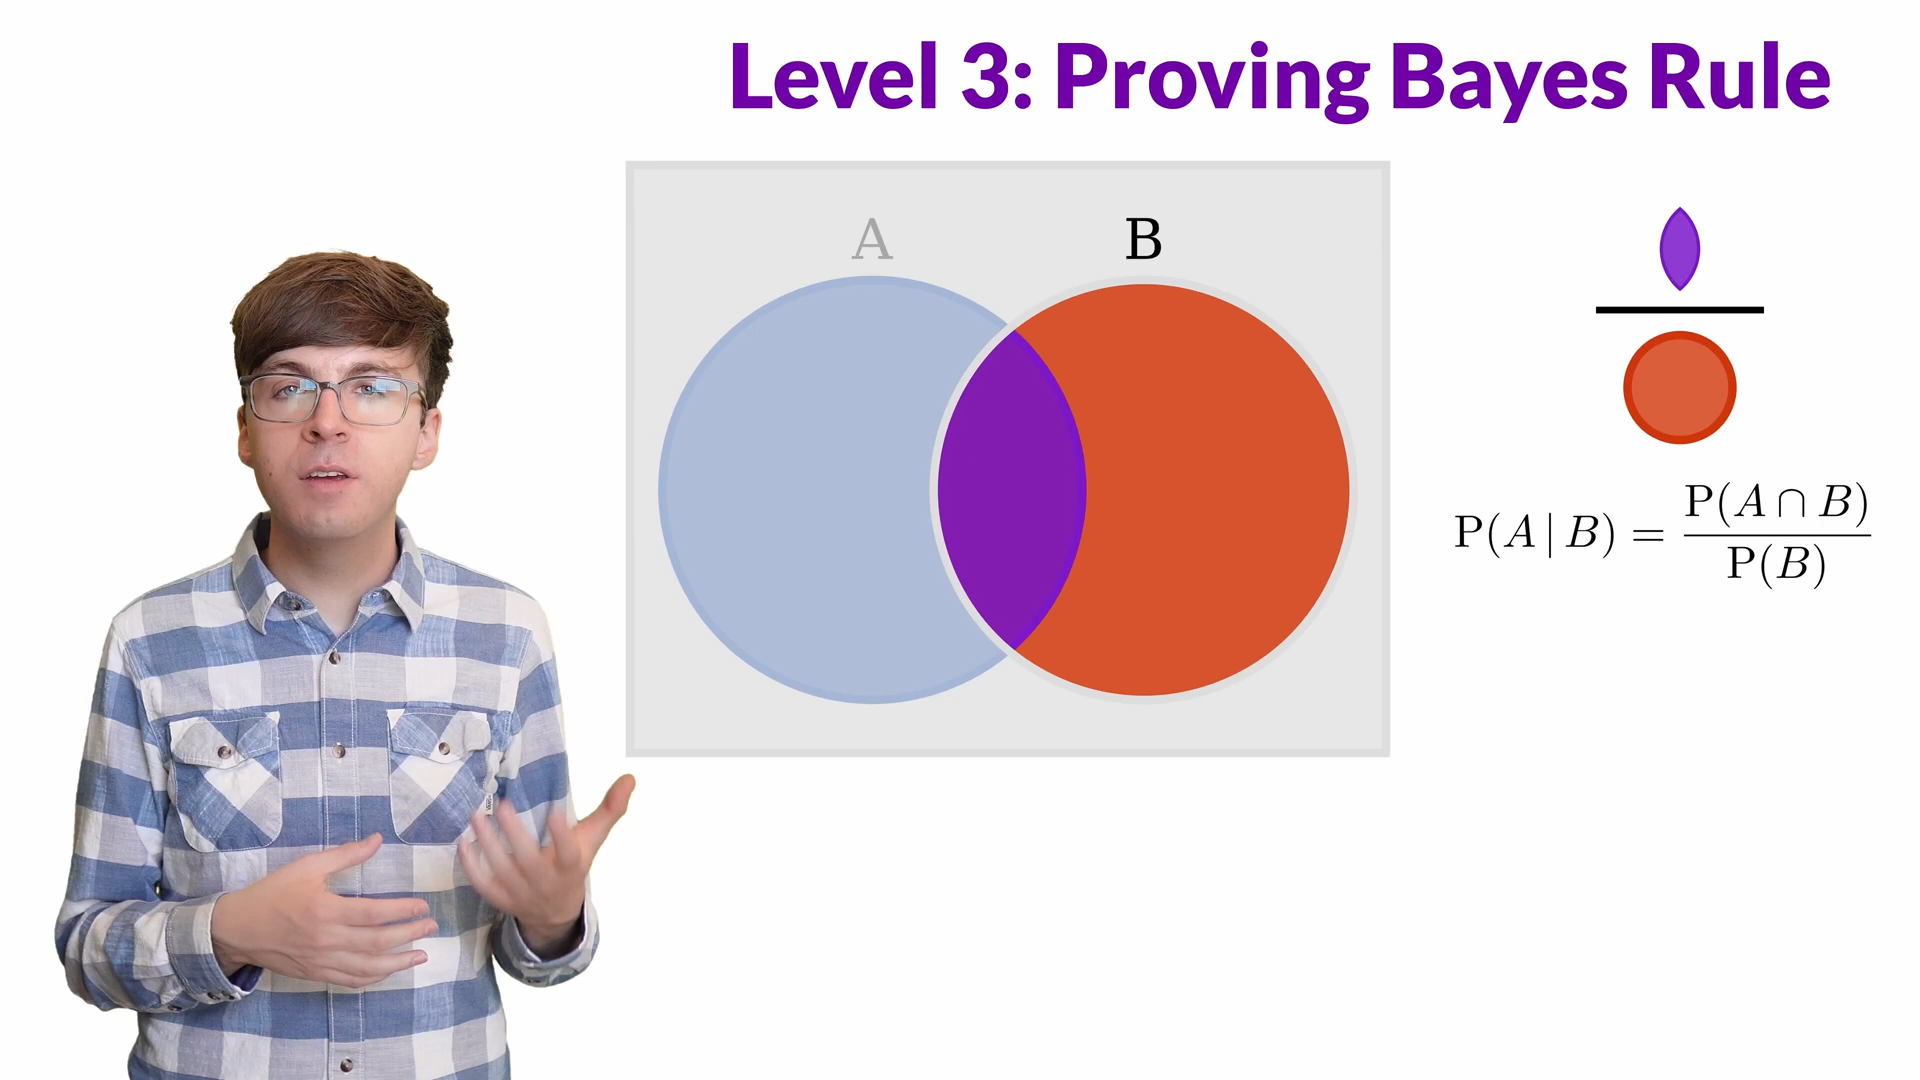 Level 3: Proving Bayes Rule
A
B
P(A | B) = P(A ∩ B) / P(B)